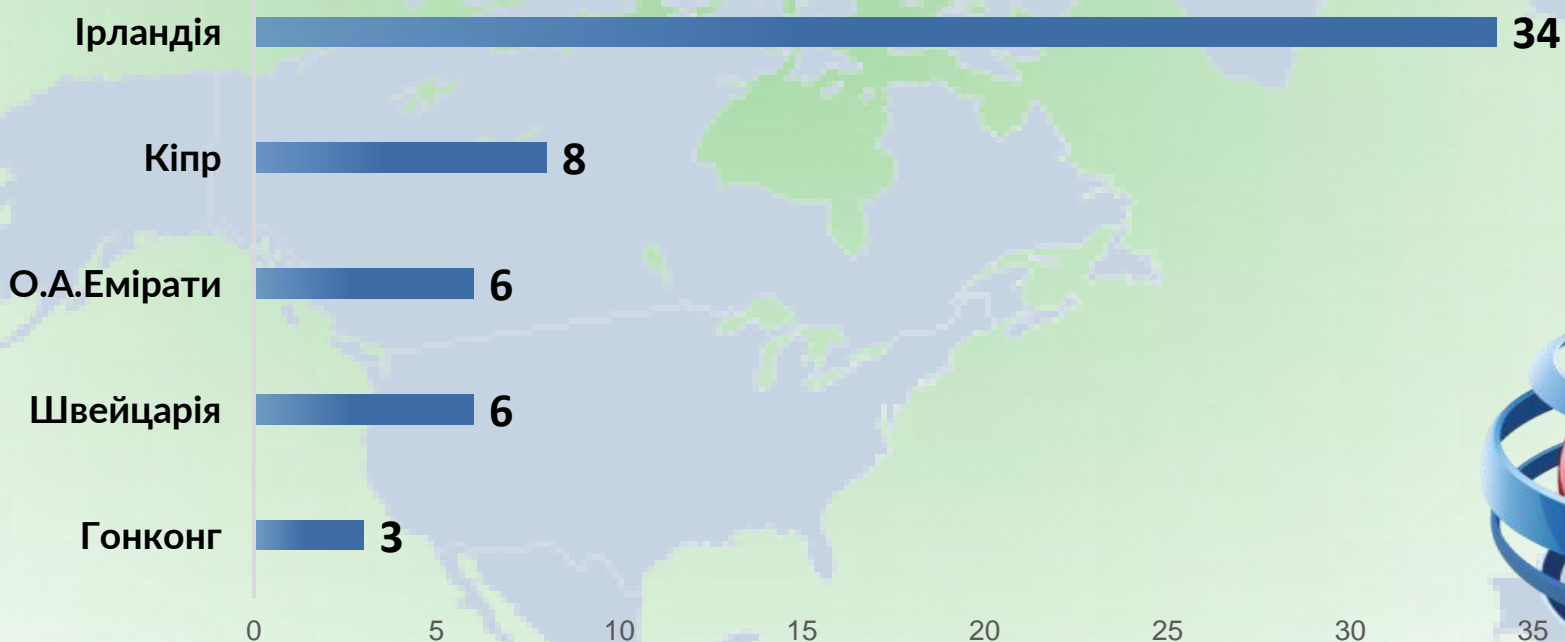 Ірландія 34
Кіпр 8
О.А.Емірати 6
Швейцарія 6
Гонконг 3
0 5 10 15 20 25 30 35